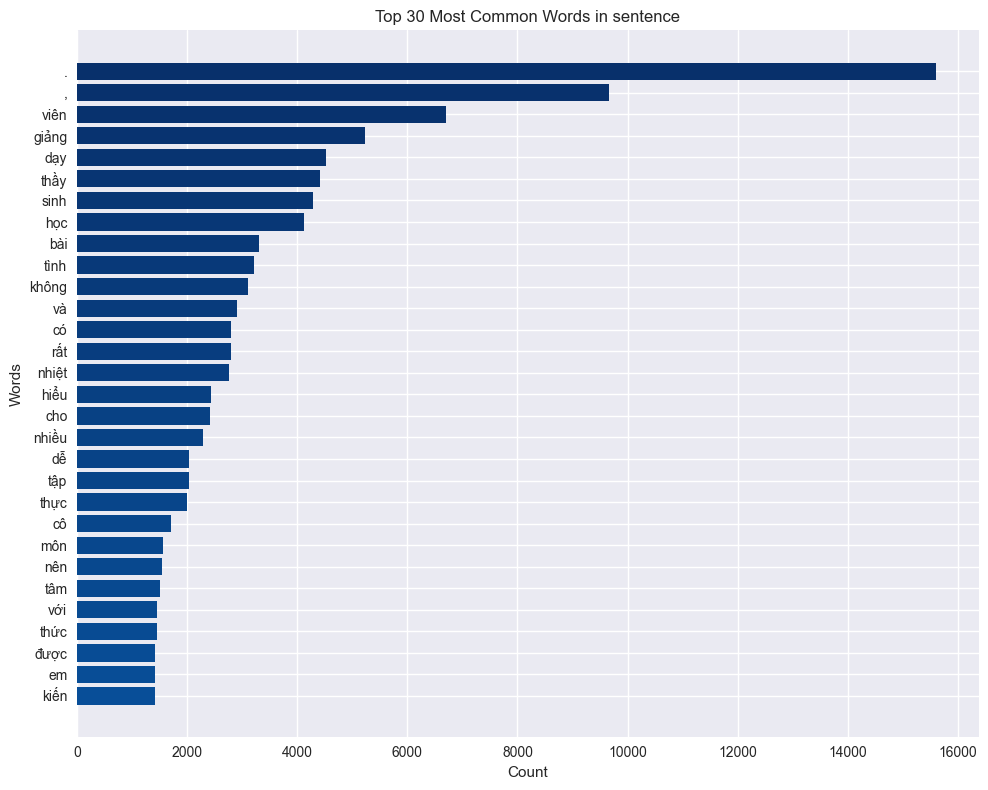 Top 30 Most Common Words in sentence
Words
.
,
viên
giảng
dạy
thầy
sinh
học
bài
tình
không
và
có
rất
nhiệt
hiểu
cho
nhiều
dễ
tập
thực
cô
môn
nên
tâm
với
thức
được
em
kiến
0 2000 4000 6000 8000 10000 12000 14000 16000
Count